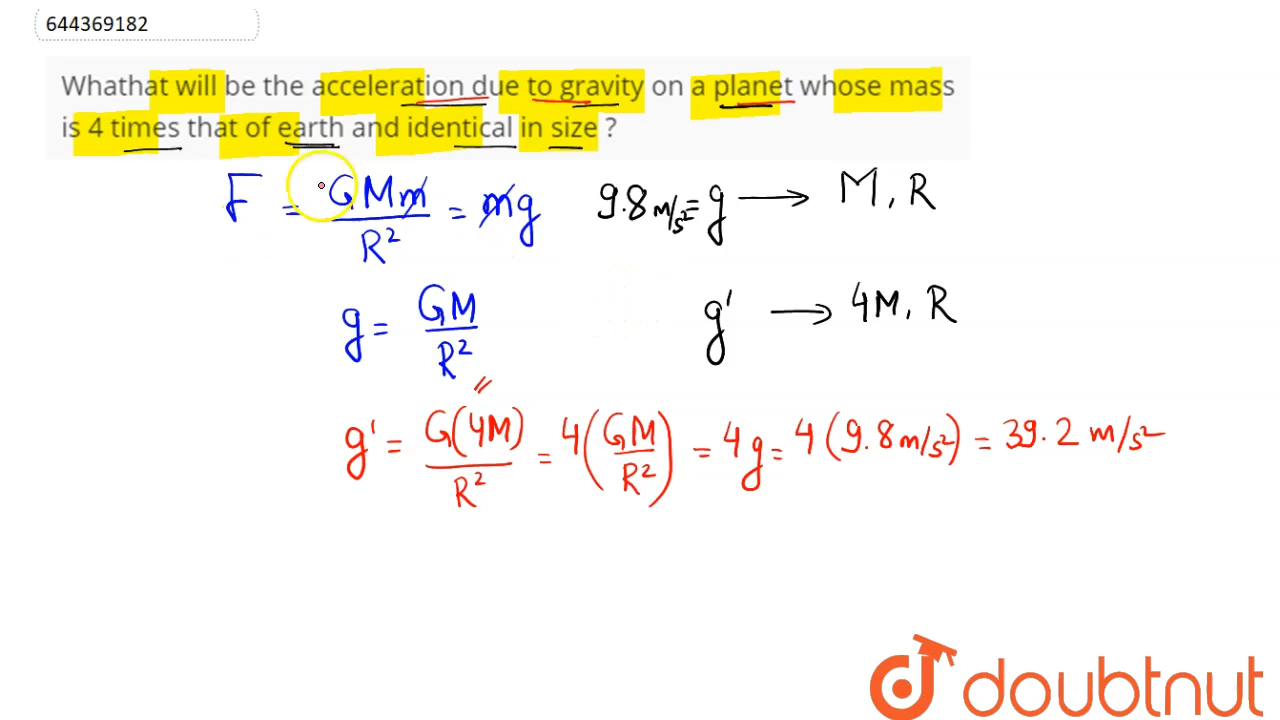 644369182
Whathat will be the acceleration due to gravity on a planet whose mass
is 4 times that of earth and identical in size ?
F = GMm/R² = mg
9.8 m/s² = g → M, R
g = GM/R²
g' → 4M, R
g' = G(4M)/R² = 4(GM/R²) = 4g = 4(9.8 m/s²) = 39.2 m/s²
doubtnut